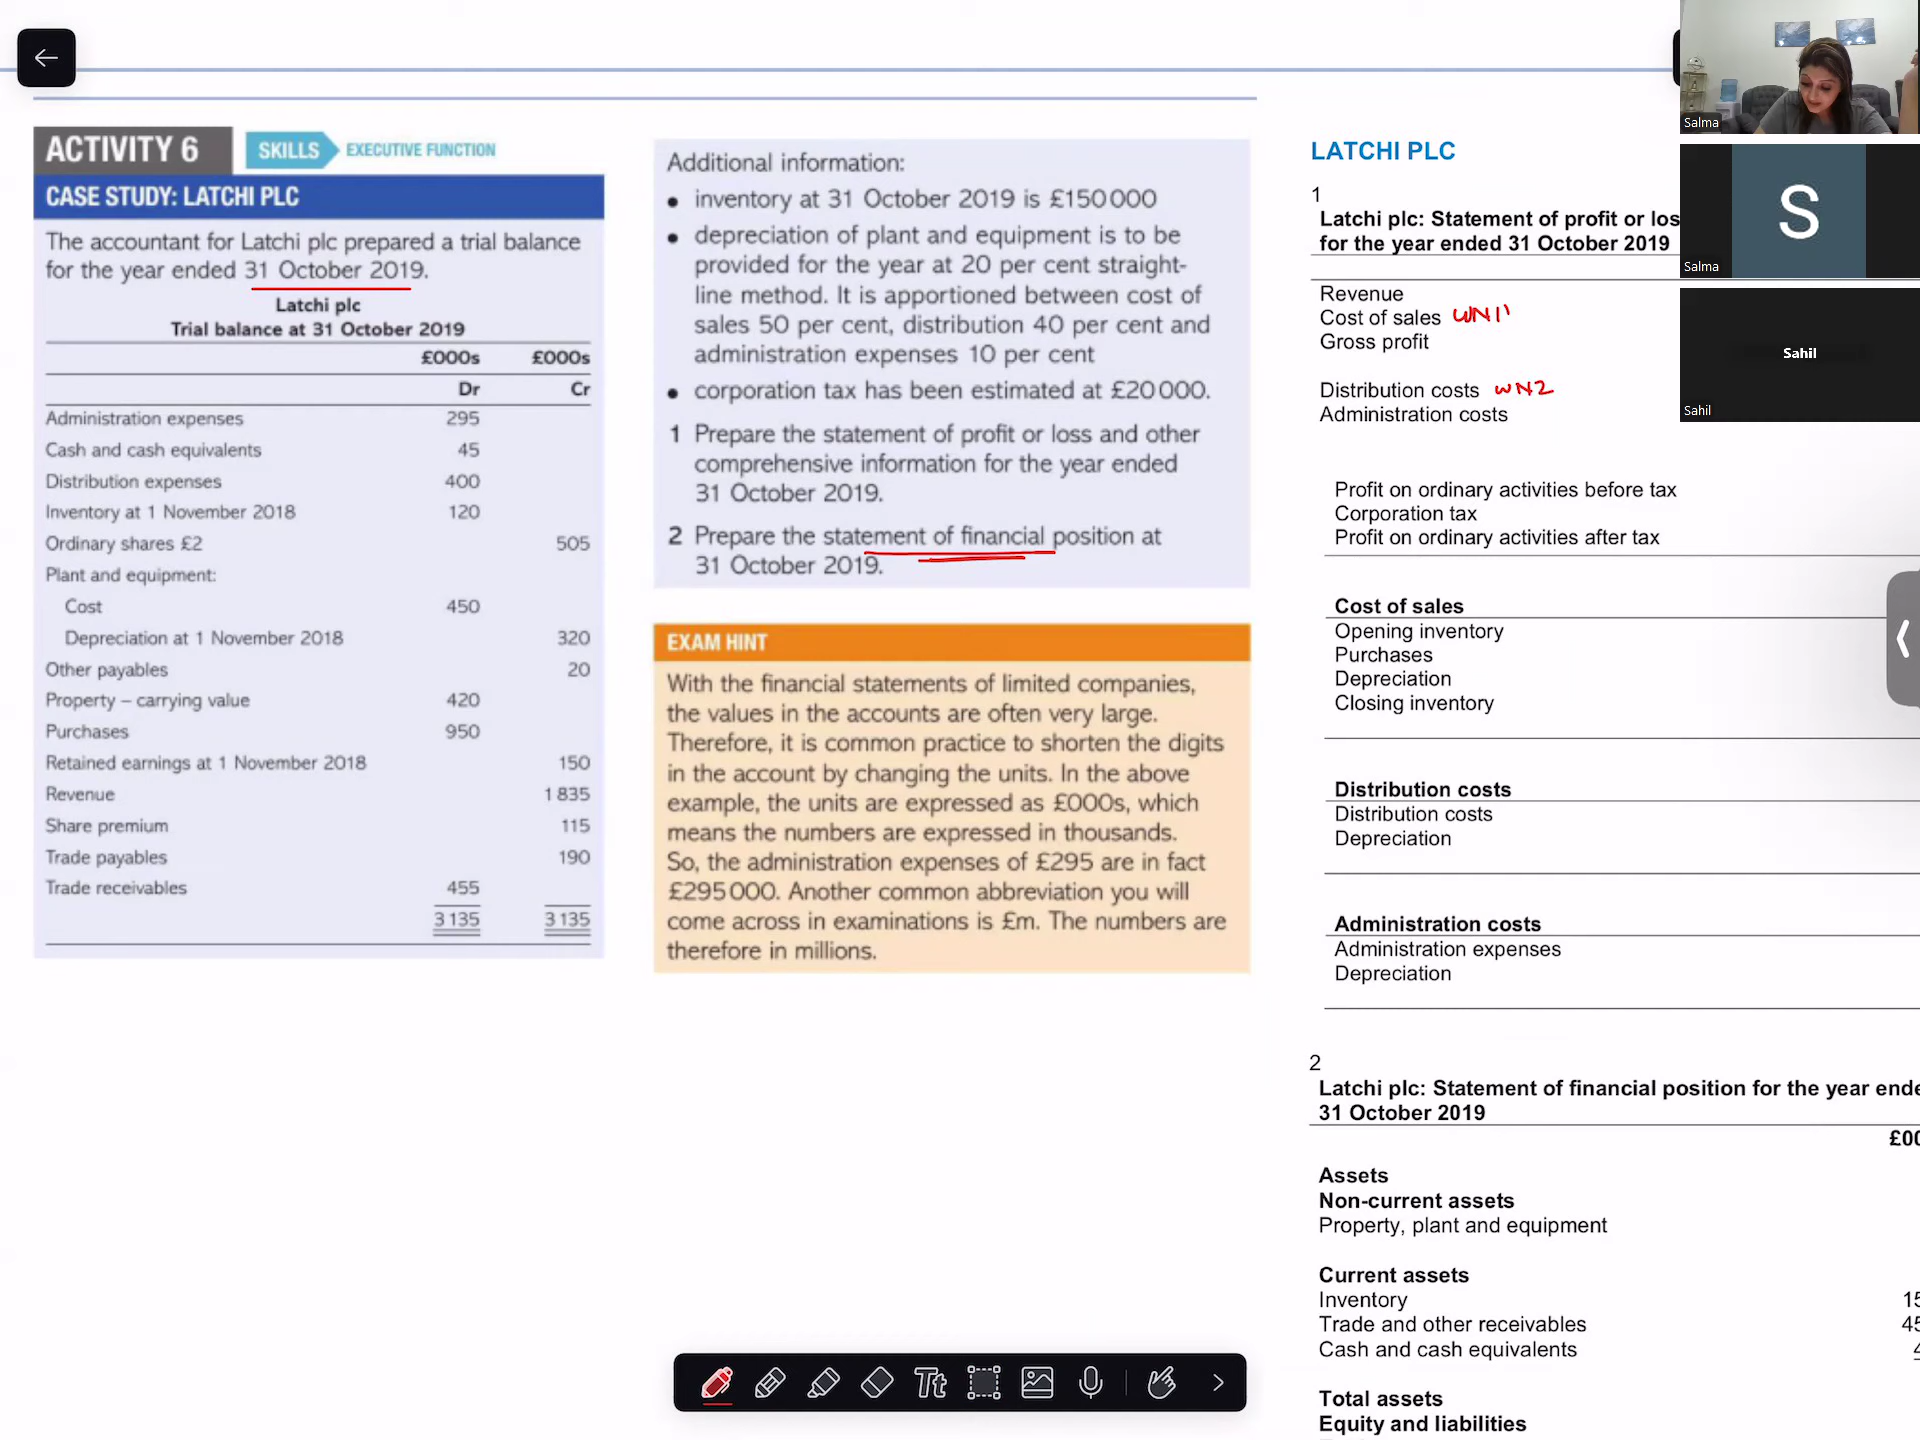 ACTIVITY 6
SKILLS
EXECUTIVE FUNCTION
CASE STUDY: LATCHI PLC
The accountant for Latchi plc prepared a trial balance
for the year ended 31 October 2019.
Latchi plc
Trial balance at 31 October 2019
£000s £000s
Dr Cr
Administration expenses 295
Cash and cash equivalents 45
Distribution expenses 400
Inventory at 1 November 2018 120
Ordinary shares £2 505
Plant and equipment:
Cost 450
Depreciation at 1 November 2018 320
Other payables 20
Property – carrying value 420
Purchases 950
Retained earnings at 1 November 2018 150
Revenue 1 835
Share premium 115
Trade payables 190
Trade receivables 455
3 135 3 135
Additional information:
• inventory at 31 October 2019 is £150 000
• depreciation of plant and equipment is to be
provided for the year at 20 per cent straight-
line method. It is apportioned between cost of
sales 50 per cent, distribution 40 per cent and
administration expenses 10 per cent
• corporation tax has been estimated at £20 000.
1 Prepare the statement of profit or loss and other
comprehensive information for the year ended
31 October 2019.
2 Prepare the statement of financial position at
31 October 2019.
EXAM HINT
With the financial statements of limited companies,
the values in the accounts are often very large.
Therefore, it is common practice to shorten the digits
in the account by changing the units. In the above
example, the units are expressed as £000s, which
means the numbers are expressed in thousands.
So, the administration expenses of £295 are in fact
£295 000. Another common abbreviation you will
come across in examinations is £m. The numbers are
therefore in millions.
LATCHI PLC
1
Latchi plc: Statement of profit or los
for the year ended 31 October 2019
Revenue
Cost of sales WN1
Gross profit
Distribution costs WN2
Administration costs
Profit on ordinary activities before tax
Corporation tax
Profit on ordinary activities after tax
Cost of sales
Opening inventory
Purchases
Depreciation
Closing inventory
Distribution costs
Distribution costs
Depreciation
Administration costs
Administration expenses
Depreciation
2
Latchi plc: Statement of financial position for the year ende
31 October 2019
£00
Assets
Non-current assets
Property, plant and equipment
Current assets
Inventory 15
Trade and other receivables 45
Cash and cash equivalents 4
Total assets
Equity and liabilities
Salma
S
Salma
Sahil
Sahil
Tt